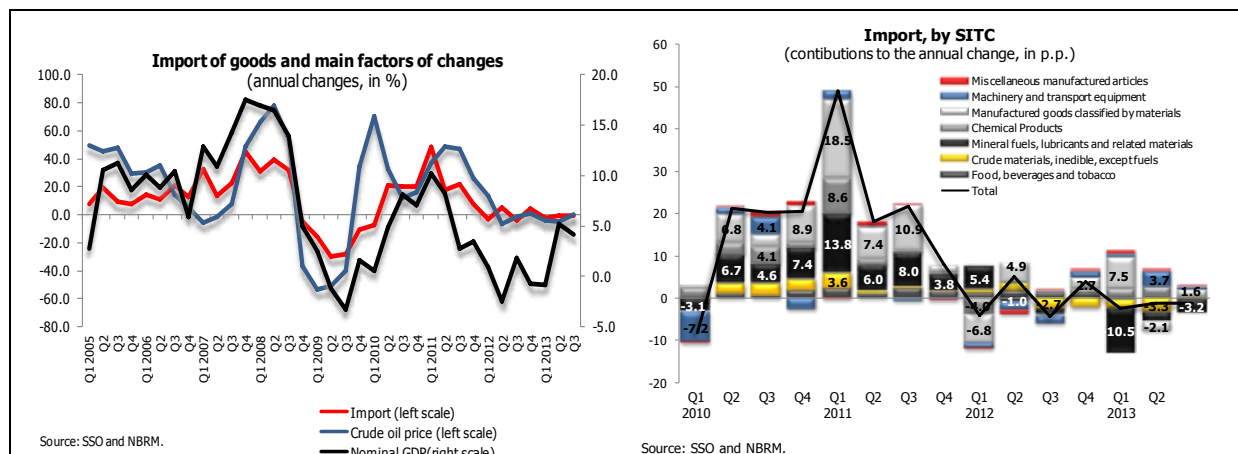 Import of goods and main factors of changes
(annual changes, in %)
100.0
80.0
60.0
40.0
20.0
0.0
-20.0
-40.0
-60.0
-80.0
20.0
15.0
10.0
5.0
0.0
-5.0
Q1 2005
Q2
Q3
Q4
Q1 2006
Q2
Q3
Q4
Q1 2007
Q2
Q3
Q4
Q1 2008
Q2
Q3
Q4
Q1 2009
Q2
Q3
Q4
Q1 2010
Q2
Q3
Q4
Q1 2011
Q2
Q3
Q4
Q1 2012
Q2
Q3
Q4
Q1 2013
Q2
Q3
Import (left scale)
Crude oil price (left scale)
Nominal GDP(right scale)
Source: SSO and NBRM.
Import, by SITC
(contibutions to the annual change, in p.p.)
60
50
40
30
20
10
0
-10
-20
Miscellaneous manufactured articles
Machinery and transport equipment
Manufactured goods classified by materials
Chemical Products
Mineral fuels, lubricants and related materials
Crude materials, inedible, except fuels
Food, beverages and tobacco
Total
-3.1
-7.2
6.8
6.7
4.1
4.1
4.6
8.9
7.4
18.5
8.6
13.8
3.6
7.4
6.0
10.9
8.0
3.8
5.4
-4.0
-6.8
4.9
-1.0
-2.7
2.7
7.5
10.5
3.7
-3.3
-2.1
1.6
-3.2
Q1 2010
Q2
Q3
Q4
Q1 2011
Q2
Q3
Q4
Q1 2012
Q2
Q3
Q4
Q1 2013
Q2
Source: SSO and NBRM.